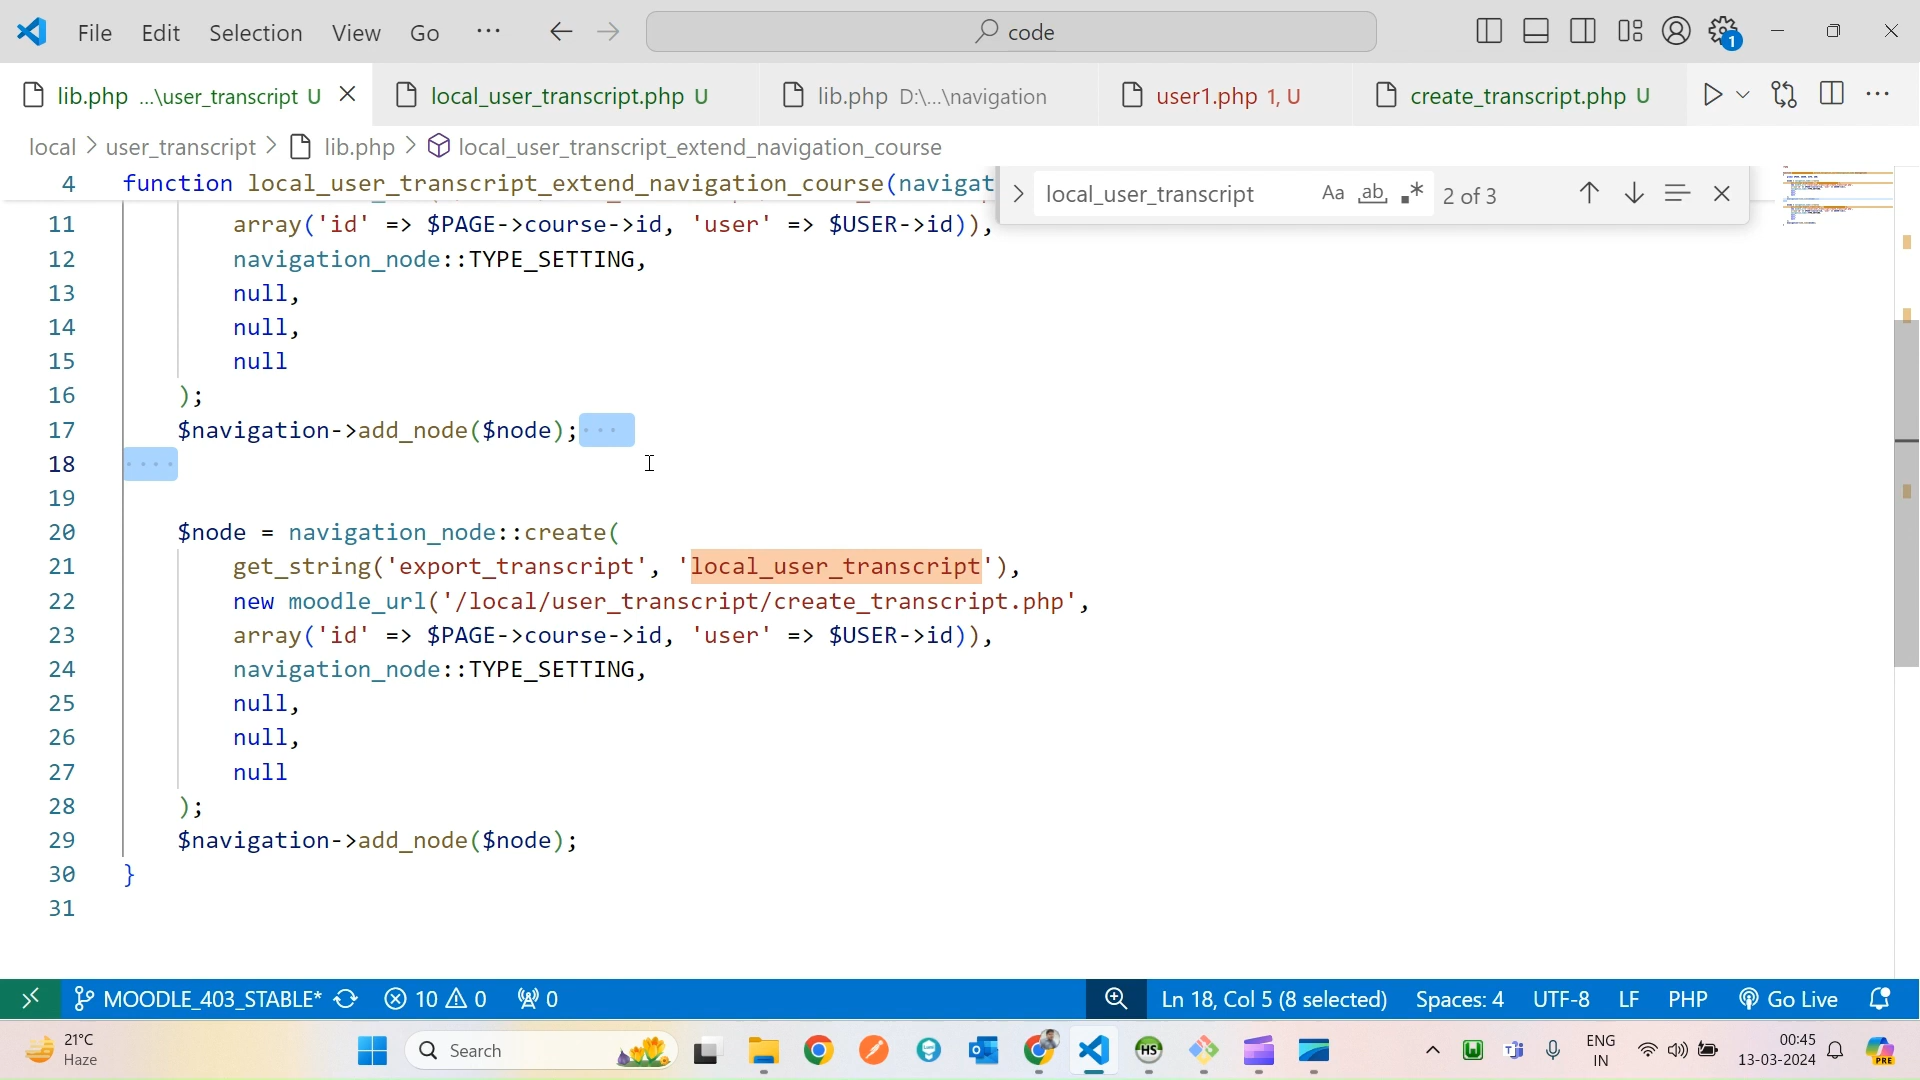 File Edit Selection View Go ··· code
1
lib.php ...\user_transcript U
local_user_transcript.php U
lib.php D:\...\navigation
user1.php 1, U
create_transcript.php U
local > user_transcript > lib.php > local_user_transcript_extend_navigation_course
4 function local_user_transcript_extend_navigation_course(navigat
local_user_transcript Aa ab 2 of 3
11 array('id' => $PAGE->course->id, 'user' => $USER->id)),
12 navigation_node::TYPE_SETTING,
13 null,
14 null,
15 null
16 );
17 $navigation->add_node($node);
18
19
20 $node = navigation_node::create(
21 get_string('export_transcript', 'local_user_transcript'),
22 new moodle_url('/local/user_transcript/create_transcript.php',
23 array('id' => $PAGE->course->id, 'user' => $USER->id)),
24 navigation_node::TYPE_SETTING,
25 null,
26 null,
27 null
28 );
29 $navigation->add_node($node);
30 }
31
MOODLE_403_STABLE* 10 0 0 Ln 18, Col 5 (8 selected) Spaces: 4 UTF-8 LF PHP Go Live
21°C
Haze
Search
HS
PRE
ENG
IN
00:45
13-03-2024